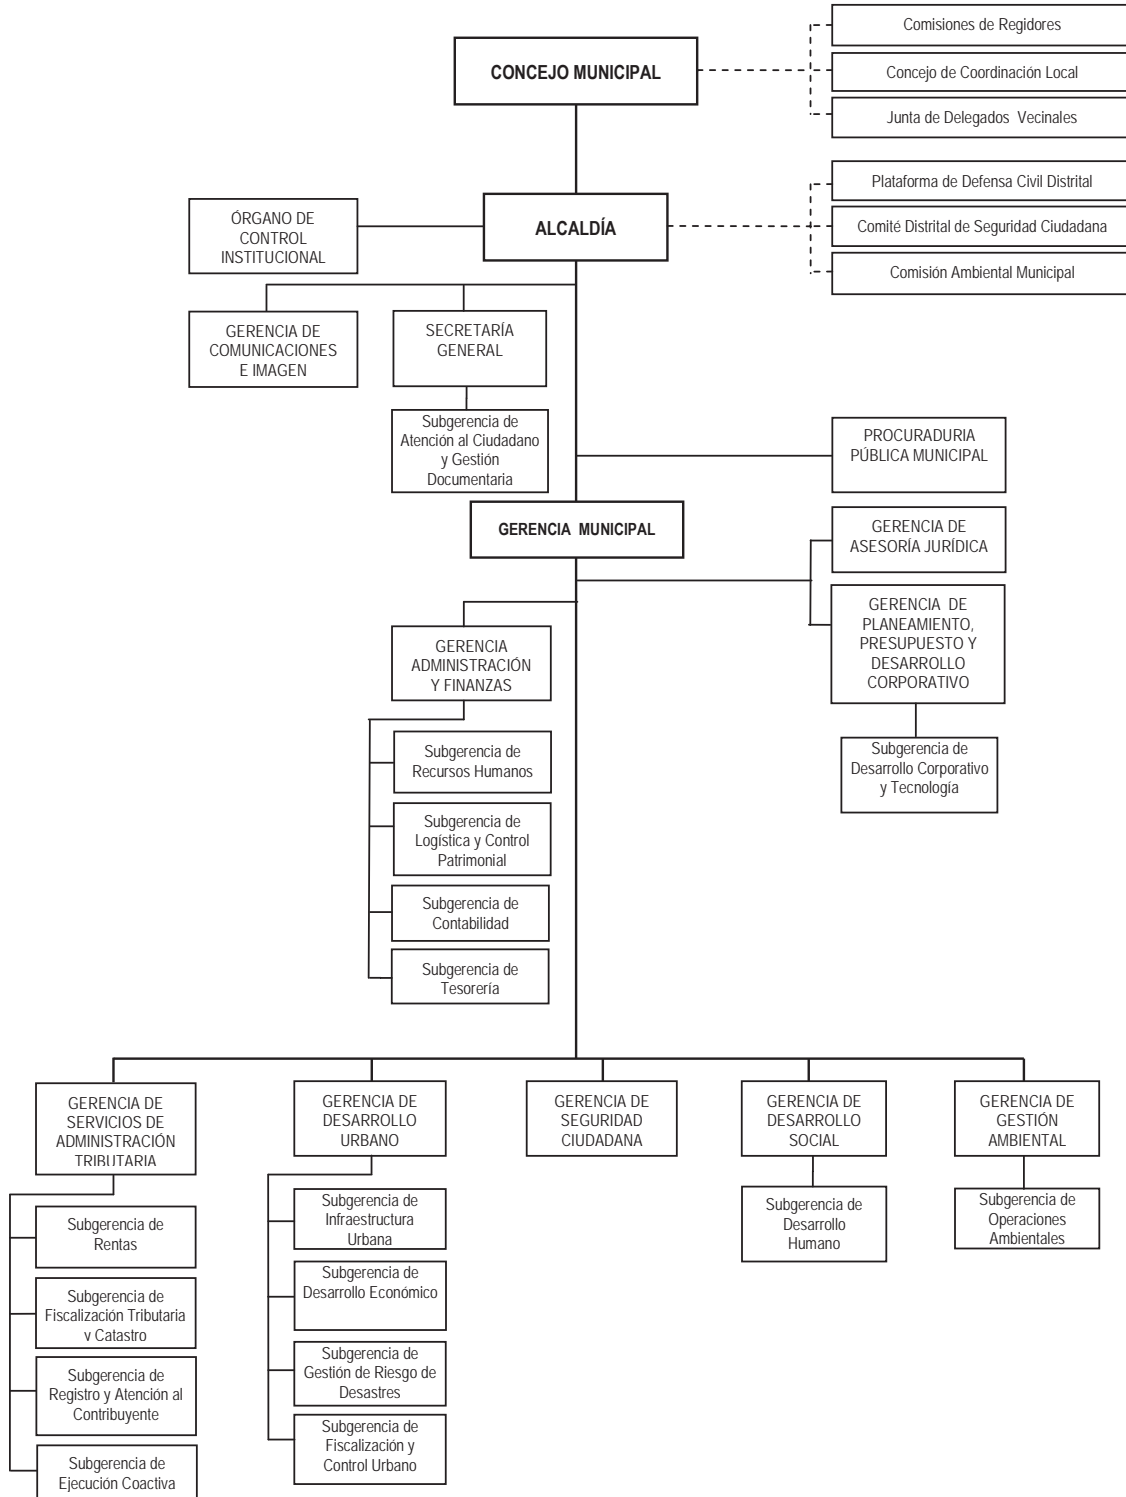 Comisiones de Regidores
CONCEJO MUNICIPAL
Concejo de Coordinación Local
Junta de Delegados Vecinales
Plataforma de Defensa Civil Distrital
ÓRGANO DE
CONTROL
INSTITUCIONAL
ALCALDÍA
Comité Distrital de Seguridad Ciudadana
Comisión Ambiental Municipal
GERENCIA DE
COMUNICACIONES
E IMAGEN
SECRETARÍA
GENERAL
Subgerencia de
Atención al Ciudadano
y Gestión
Documentaria
PROCURADURIA
PÚBLICA MUNICIPAL
GERENCIA MUNICIPAL
GERENCIA DE
ASESORÍA JURÍDICA
GERENCIA DE
PLANEAMIENTO,
PRESUPUESTO Y
DESARROLLO
CORPORATIVO
GERENCIA
ADMINISTRACIÓN
Y FINANZAS
Subgerencia de
Recursos Humanos
Subgerencia de
Desarrollo Corporativo
y Tecnología
Subgerencia de
Logística y Control
Patrimonial
Subgerencia de
Contabilidad
Subgerencia de
Tesorería
GERENCIA DE
SERVICIOS DE
ADMINISTRACIÓN
TRIBUTARIA
GERENCIA DE
DESARROLLO
URBANO
GERENCIA DE
SEGURIDAD
CIUDADANA
GERENCIA DE
DESARROLLO
SOCIAL
GERENCIA DE
GESTIÓN
AMBIENTAL
Subgerencia de
Rentas
Subgerencia de
Fiscalización Tributaria
y Catastro
Subgerencia de
Registro y Atención al
Contribuyente
Subgerencia de
Ejecución Coactiva
Subgerencia de
Infraestructura
Urbana
Subgerencia de
Desarrollo Económico
Subgerencia de
Gestión de Riesgo de
Desastres
Subgerencia de
Fiscalización y
Control Urbano
Subgerencia de
Desarrollo
Humano
Subgerencia de
Operaciones
Ambientales